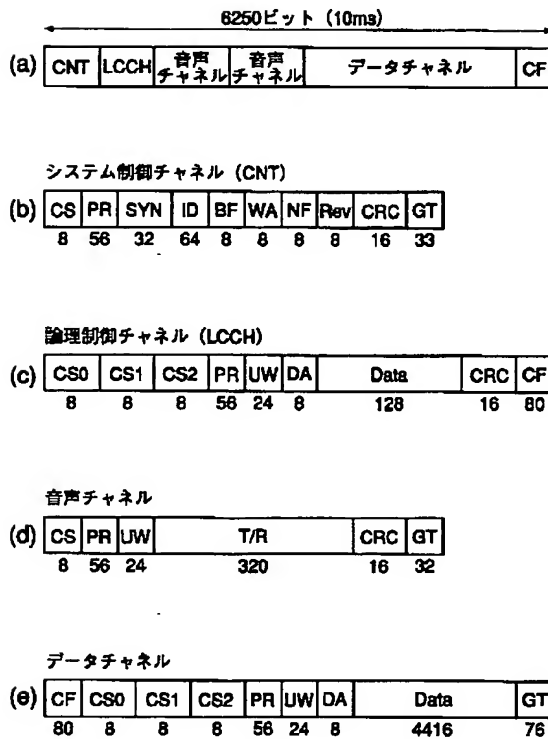 6250ビット (10ms)
(a) CNT LCCH 音声チャネル 音声チャネル データチャネル CF
システム制御チャネル (CNT)
(b) CS PR SYN ID BF WA NF Rev CRC GT
8 56 32 64 8 8 8 8 16 33
論理制御チャネル (LCCH)
(c) CS0 CS1 CS2 PR UW DA Data CRC CF
8 8 8 56 24 8 128 16 80
音声チャネル
(d) CS PR UW T/R CRC GT
8 56 24 320 16 32
データチャネル
(e) CF CS0 CS1 CS2 PR UW DA Data GT
80 8 8 8 56 24 8 4416 76